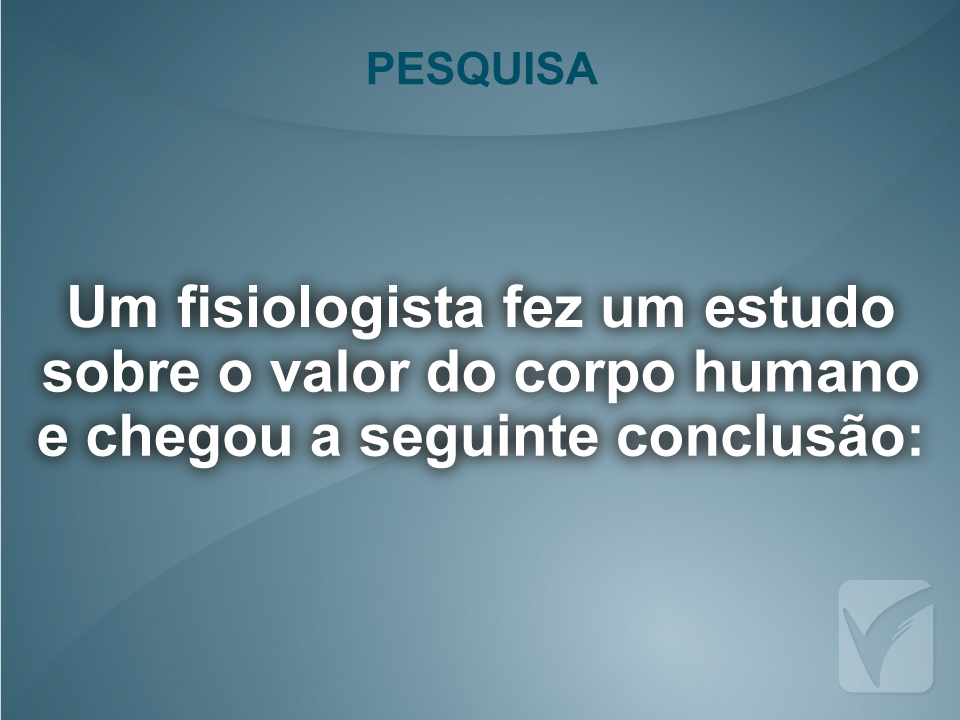 PESQUISA
Um fisiologista fez um estudo
sobre o valor do corpo humano
e chegou a seguinte conclusão: